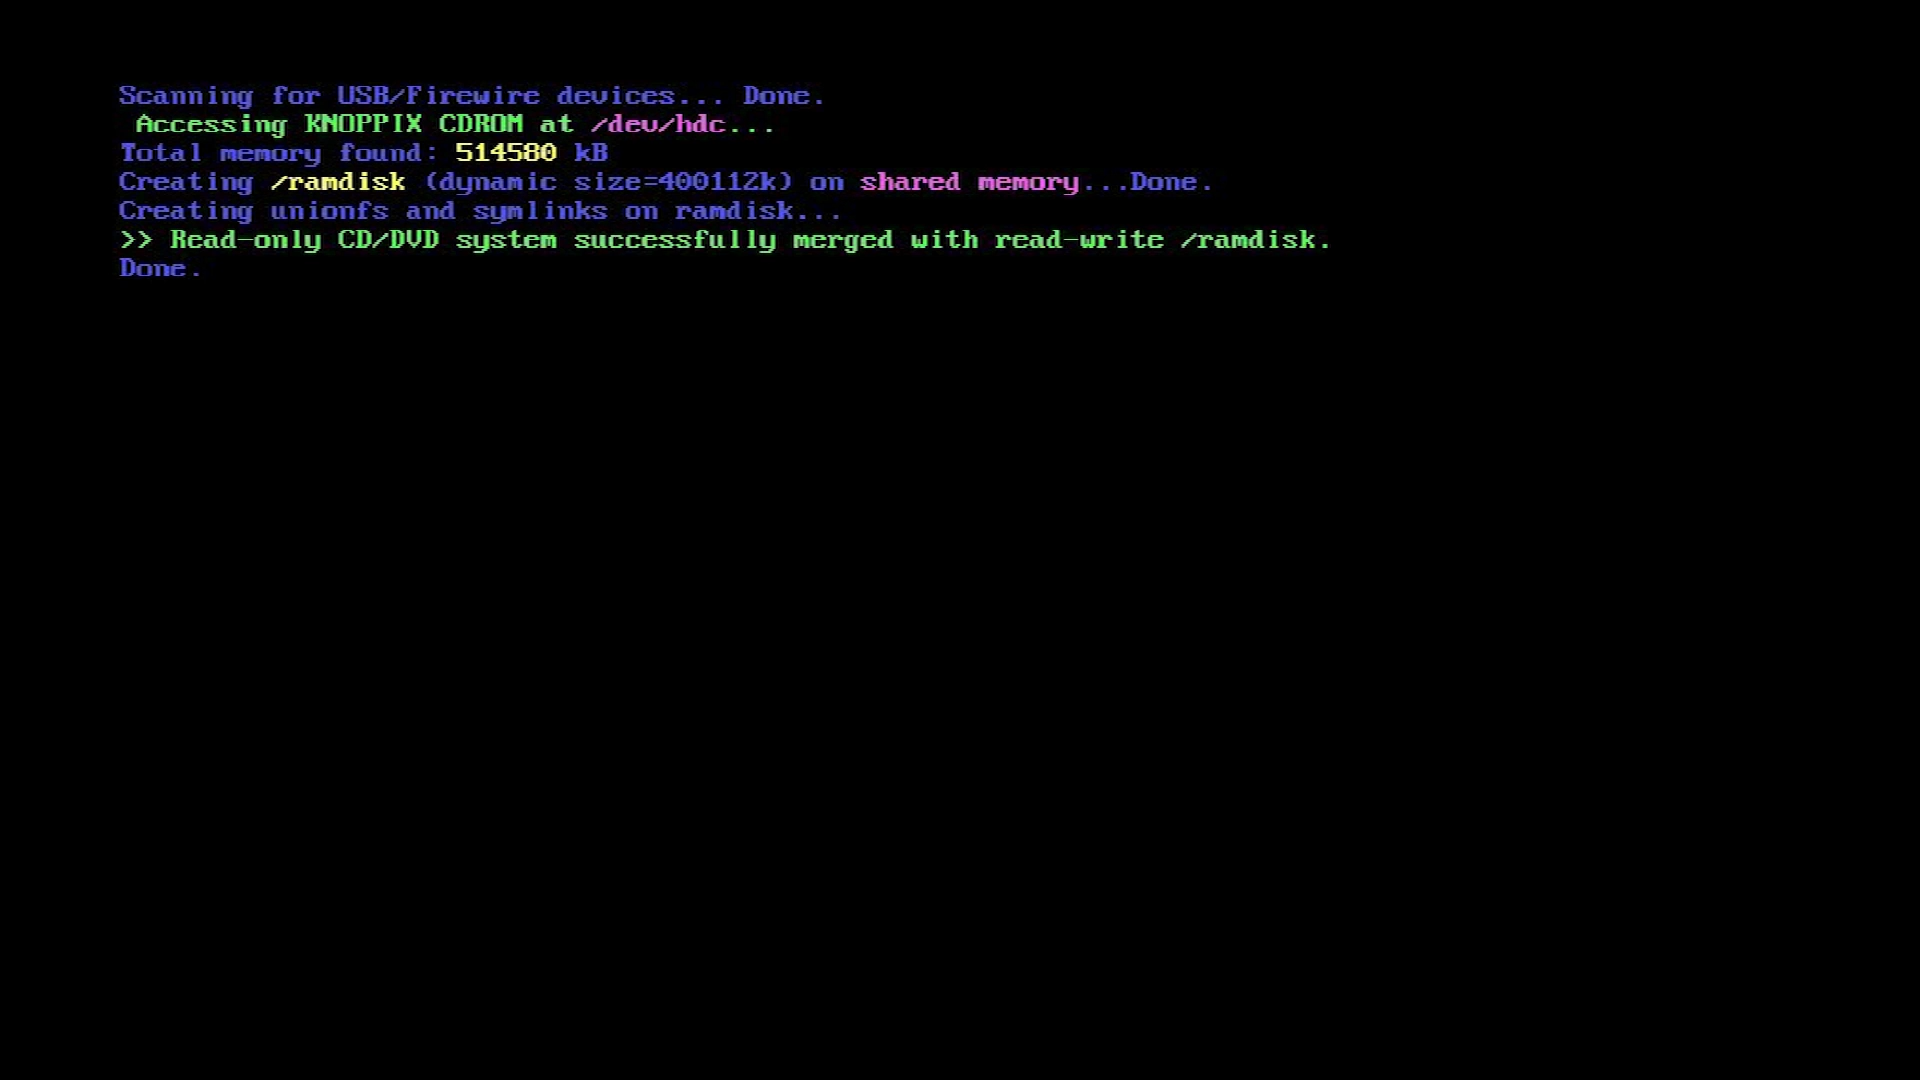 Scanning for USB/Firewire devices... Done.
Accessing KNOPPIX CDROM at /dev/hdc...
Total memory found: 514580 kB
Creating /ramdisk (dynamic size=400112k) on shared memory...Done.
Creating unionfs and symlinks on ramdisk...
>> Read-only CD/DVD system successfully merged with read-write /ramdisk.
Done.